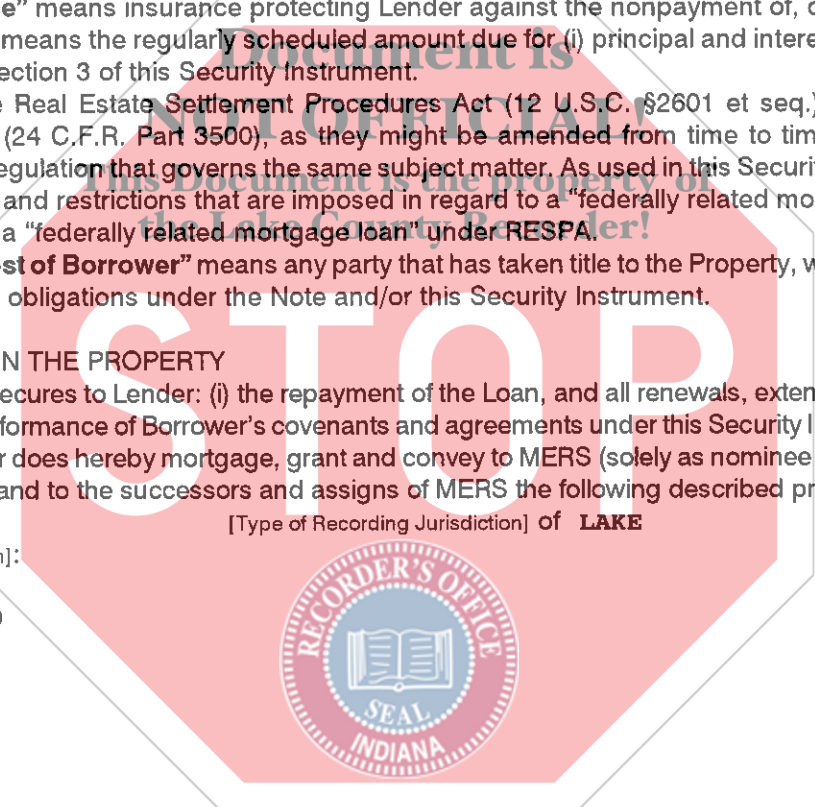 e” means insurance protecting Lender against the nonpayment of,
means the regularly scheduled amount due for (i) principal and intere
Document is
ection 3 of this Security Instrument.
e Real Estate Settlement Procedures Act (12 U.S.C. §2601 et seq.)
NOT OFFICIAL!
(24 C.F.R. Part 3500), as they might be amended from time to tim
egulation that governs the same subject matter. As used in this Securi
This Document is the property of
and restrictions that are imposed in regard to a “federally related mo
the Lake County Recorder!
a “federally related mortgage loan” under RESPA.
st of Borrower” means any party that has taken title to the Property, w
obligations under the Note and/or this Security Instrument.
STOP
N THE PROPERTY
ecures to Lender: (i) the repayment of the Loan, and all renewals, exten
formance of Borrower’s covenants and agreements under this Security I
r does hereby mortgage, grant and convey to MERS (solely as nominee
and to the successors and assigns of MERS the following described pr
[Type of Recording Jurisdiction] of LAKE
n]:
RECORDER'S OFFICE
SEAL
INDIANA